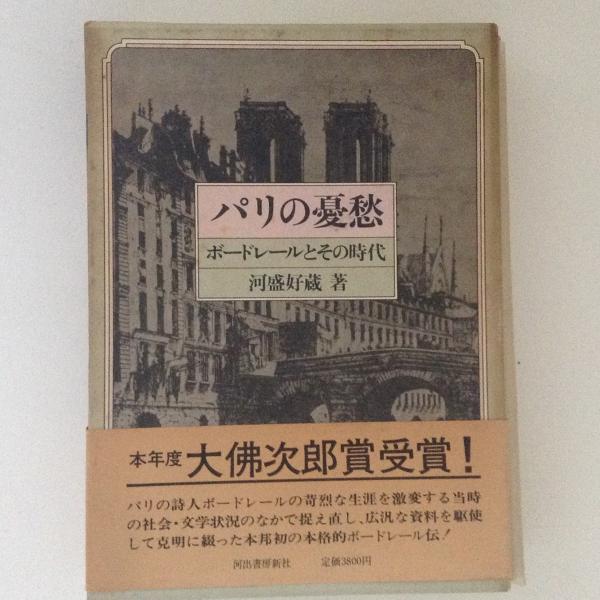 パリの憂愁
ボードレールとその時代
河盛好蔵 著
本年度 大佛次郎賞受賞!
パリの詩人ボードレールの苛烈な生涯を激変する当時
の社会・文学状況のなかで捉え直し、広汎な資料を駆使
して克明に綴った本邦初の本格的ボードレール伝!
河出書房新社 定価3800円